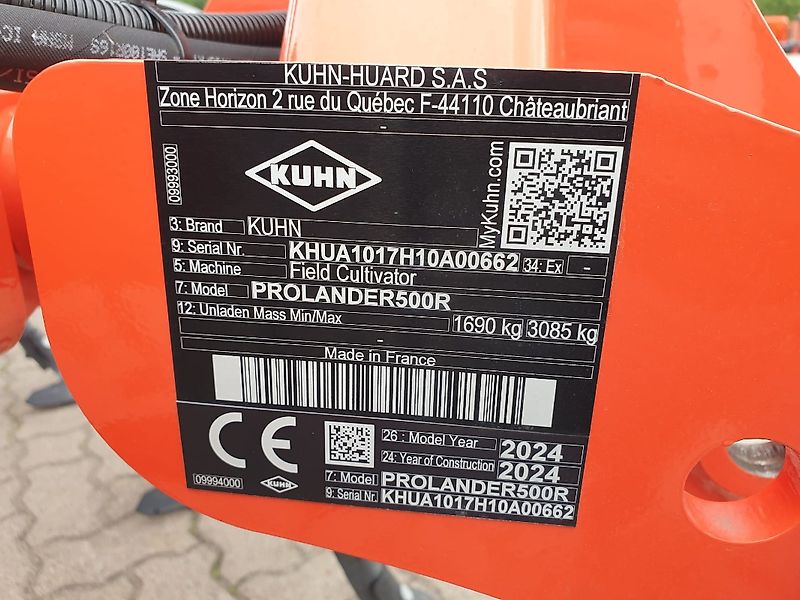 MSHA IC
SAE100R16S
KUHN-HUARD S.A.S
Zone Horizon 2 rue du Québec F-44110 Châteaubriant
-
09993000
KUHN
MyKuhn.com
3: Brand KUHN
9: Serial Nr. KHUA1017H10A00662 34: Ex -
5: Machine Field Cultivator
7: Model PROLANDER500R
12: Unladen Mass Min/Max 1690 kg 3085 kg
-
Made in France
CE
09994000
KUHN
26 : Model Year 2024
24: Year of Construction 2024
7: Model PROLANDER500R
9: Serial Nr. KHUA1017H10A00662